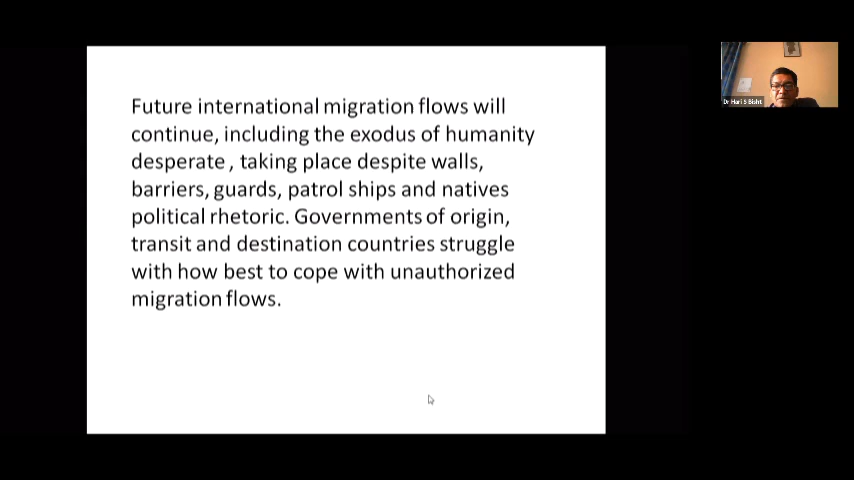 Future international migration flows will
continue, including the exodus of humanity
desperate , taking place despite walls,
barriers, guards, patrol ships and natives
political rhetoric. Governments of origin,
transit and destination countries struggle
with how best to cope with unauthorized
migration flows.
Dr Hari S Bisht